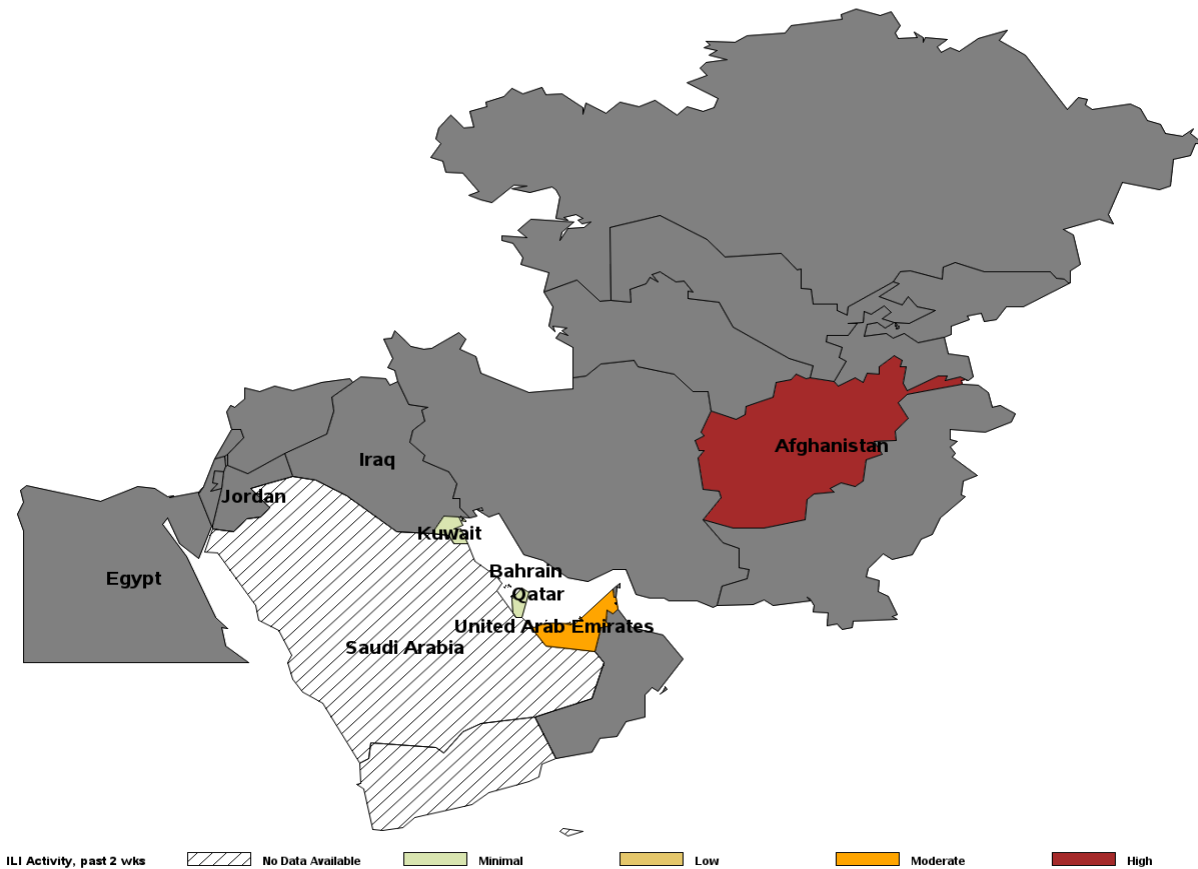 Afghanistan
Iraq
Jordan
Kuwait
Bahrain
Egypt
Qatar
United Arab Emirates
Saudi Arabia
ILI Activity, past 2 wks No Data Available Minimal Low Moderate High